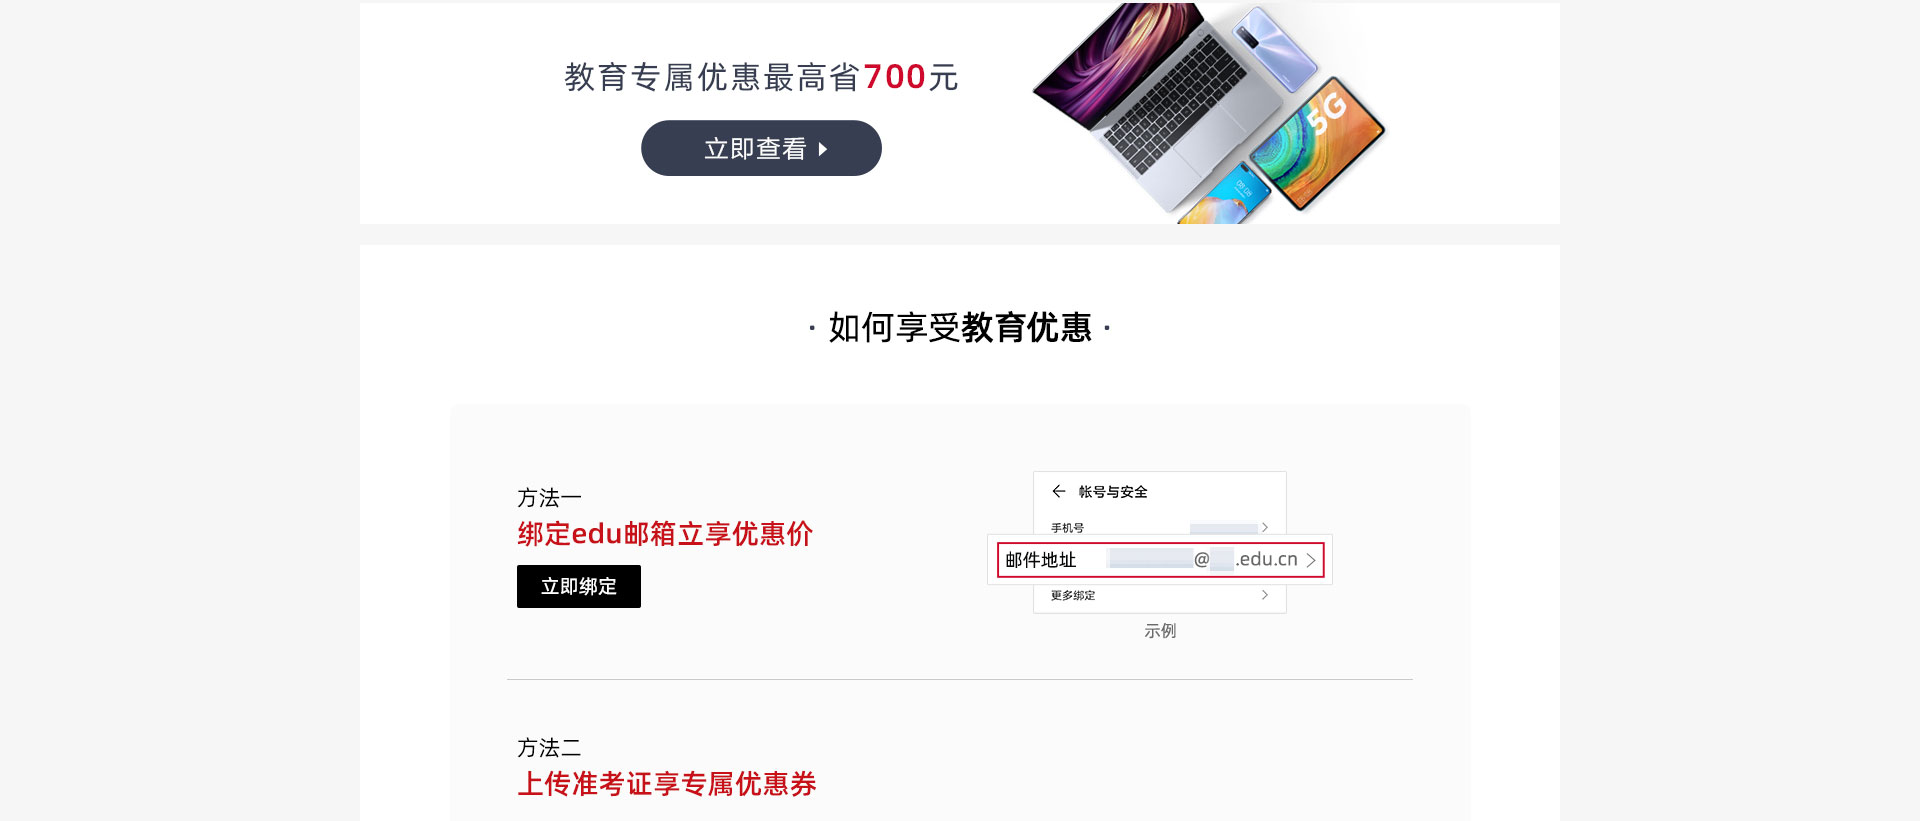 教育专属优惠最高省700元
立即查看
5G
08:08
· 如何享受教育优惠 ·
方法一
绑定edu邮箱立享优惠价
立即绑定
帐号与安全
手机号
邮件地址 @ .edu.cn
更多绑定
示例
方法二
上传准考证享专属优惠券